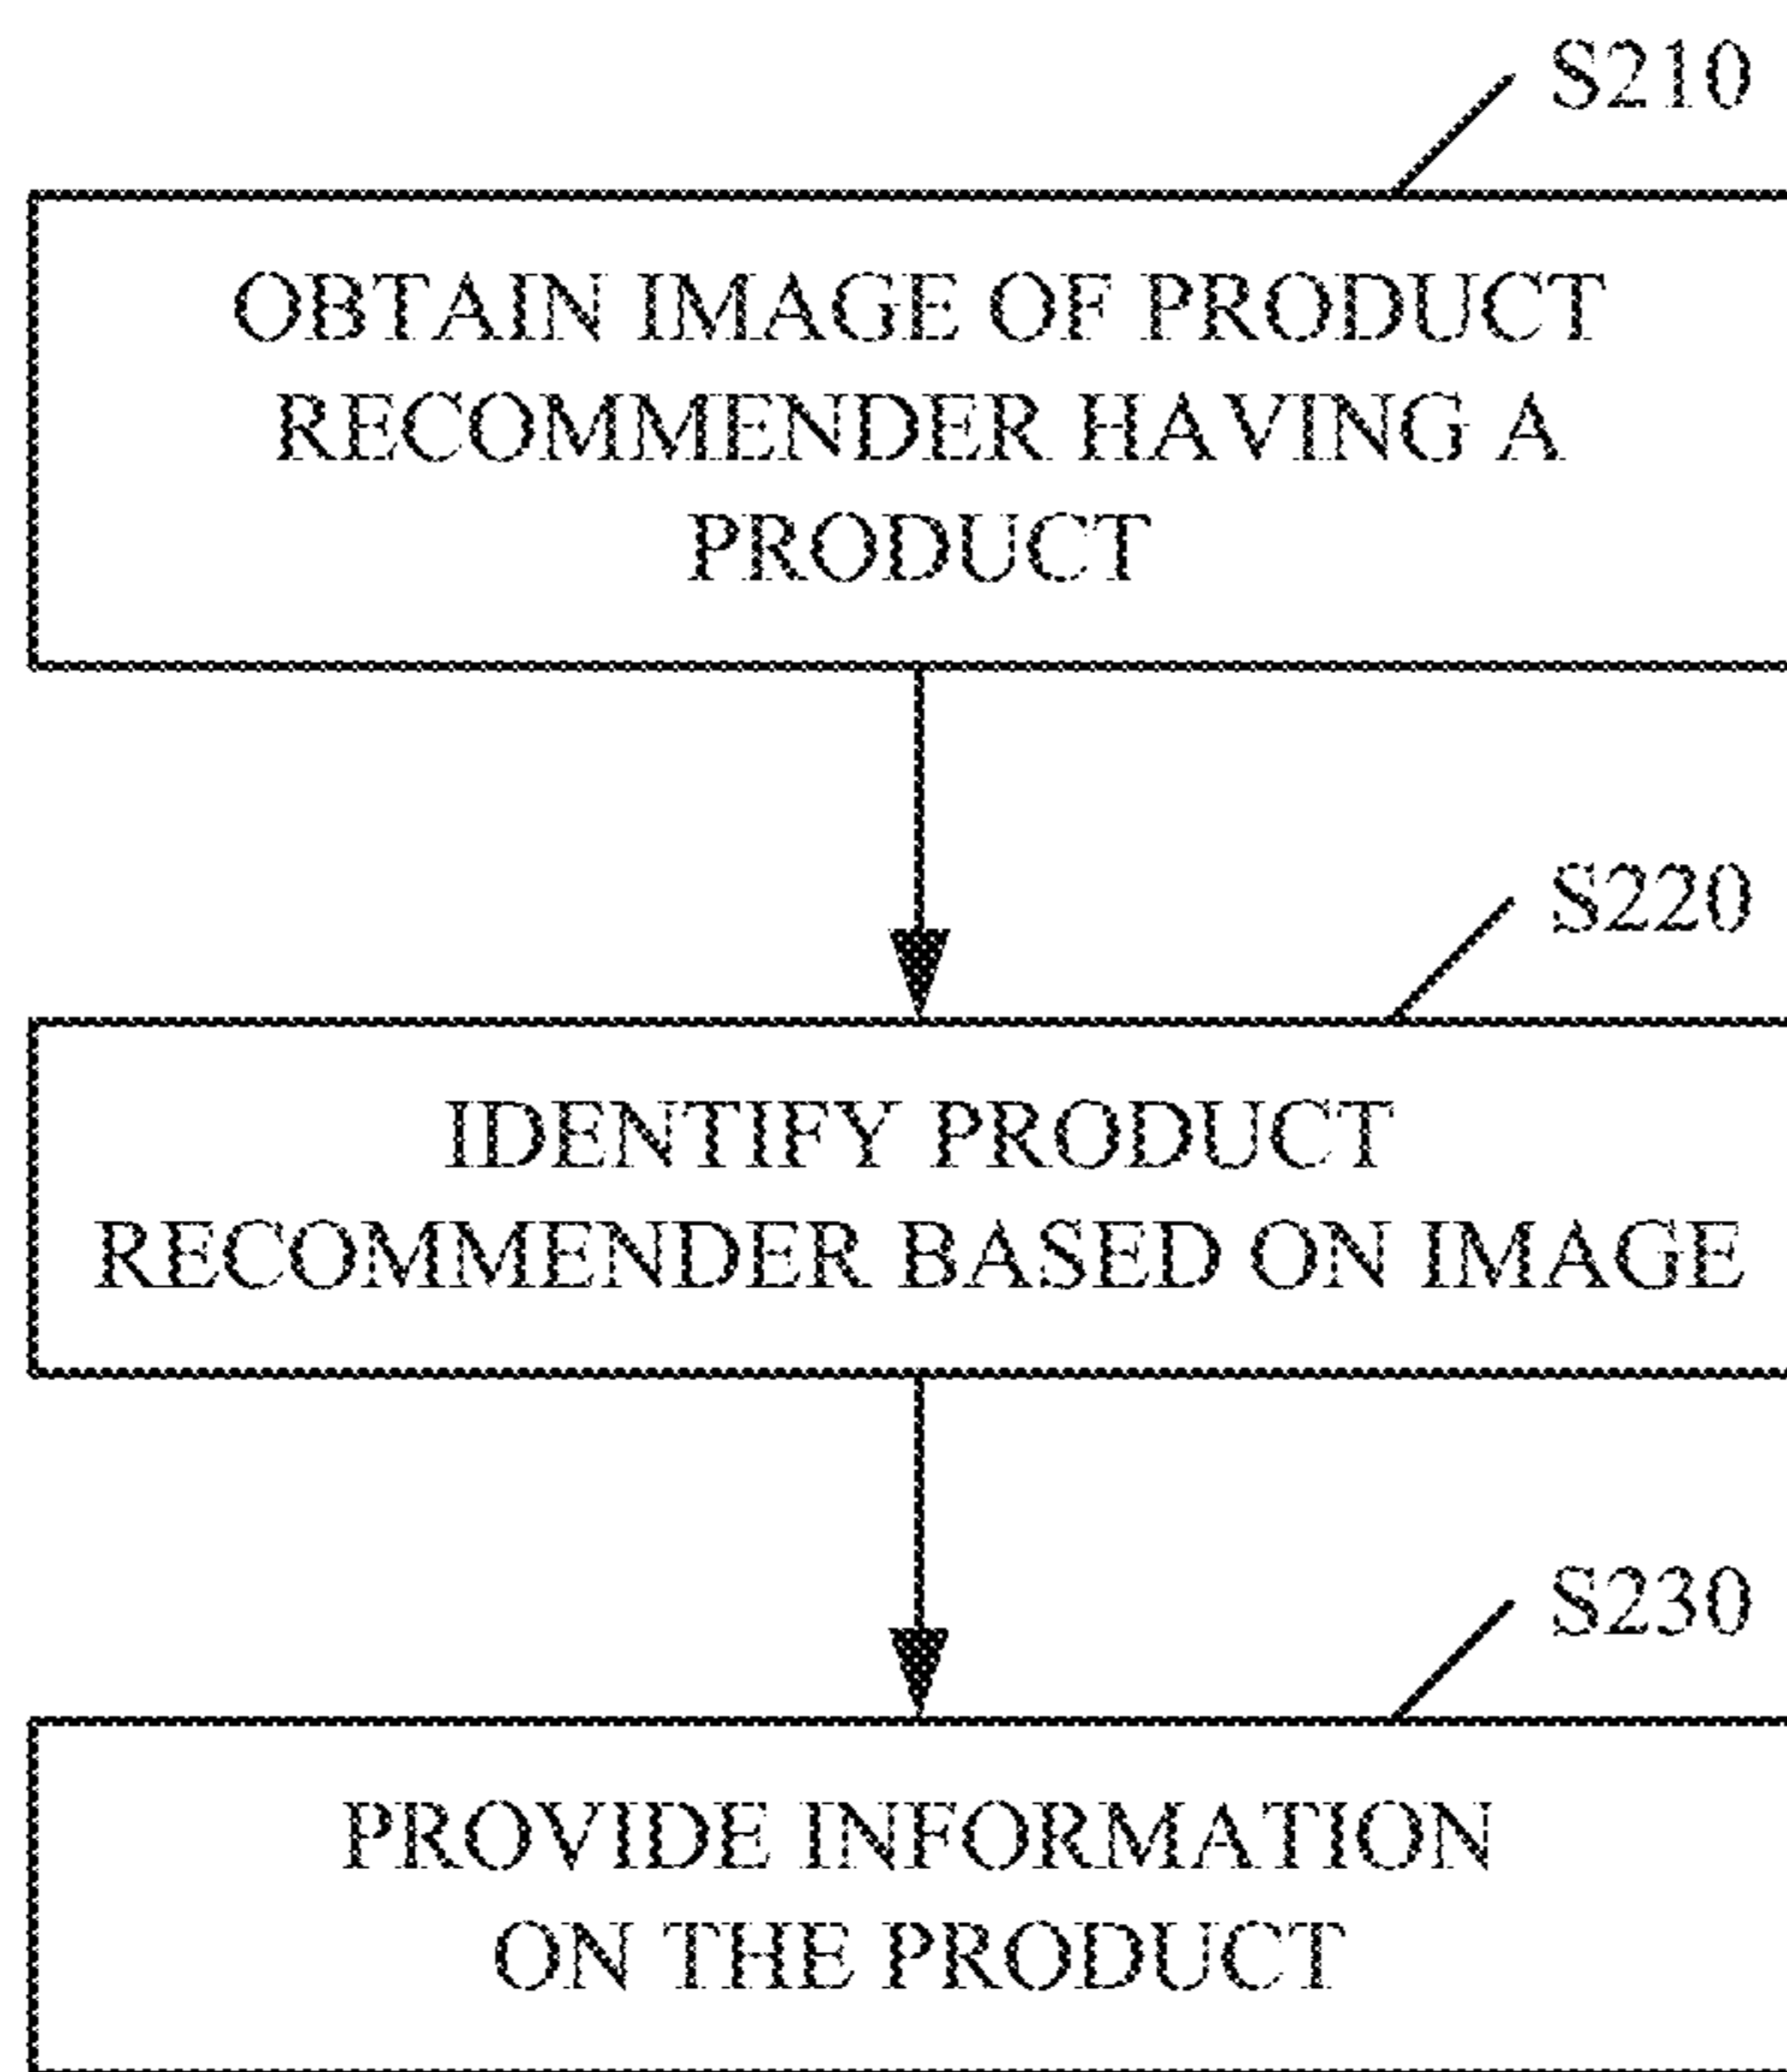 S210
OBTAIN IMAGE OF PRODUCT
RECOMMENDER HAVING A
PRODUCT
S220
IDENTIFY PRODUCT
RECOMMENDER BASED ON IMAGE
S230
PROVIDE INFORMATION
ON THE PRODUCT